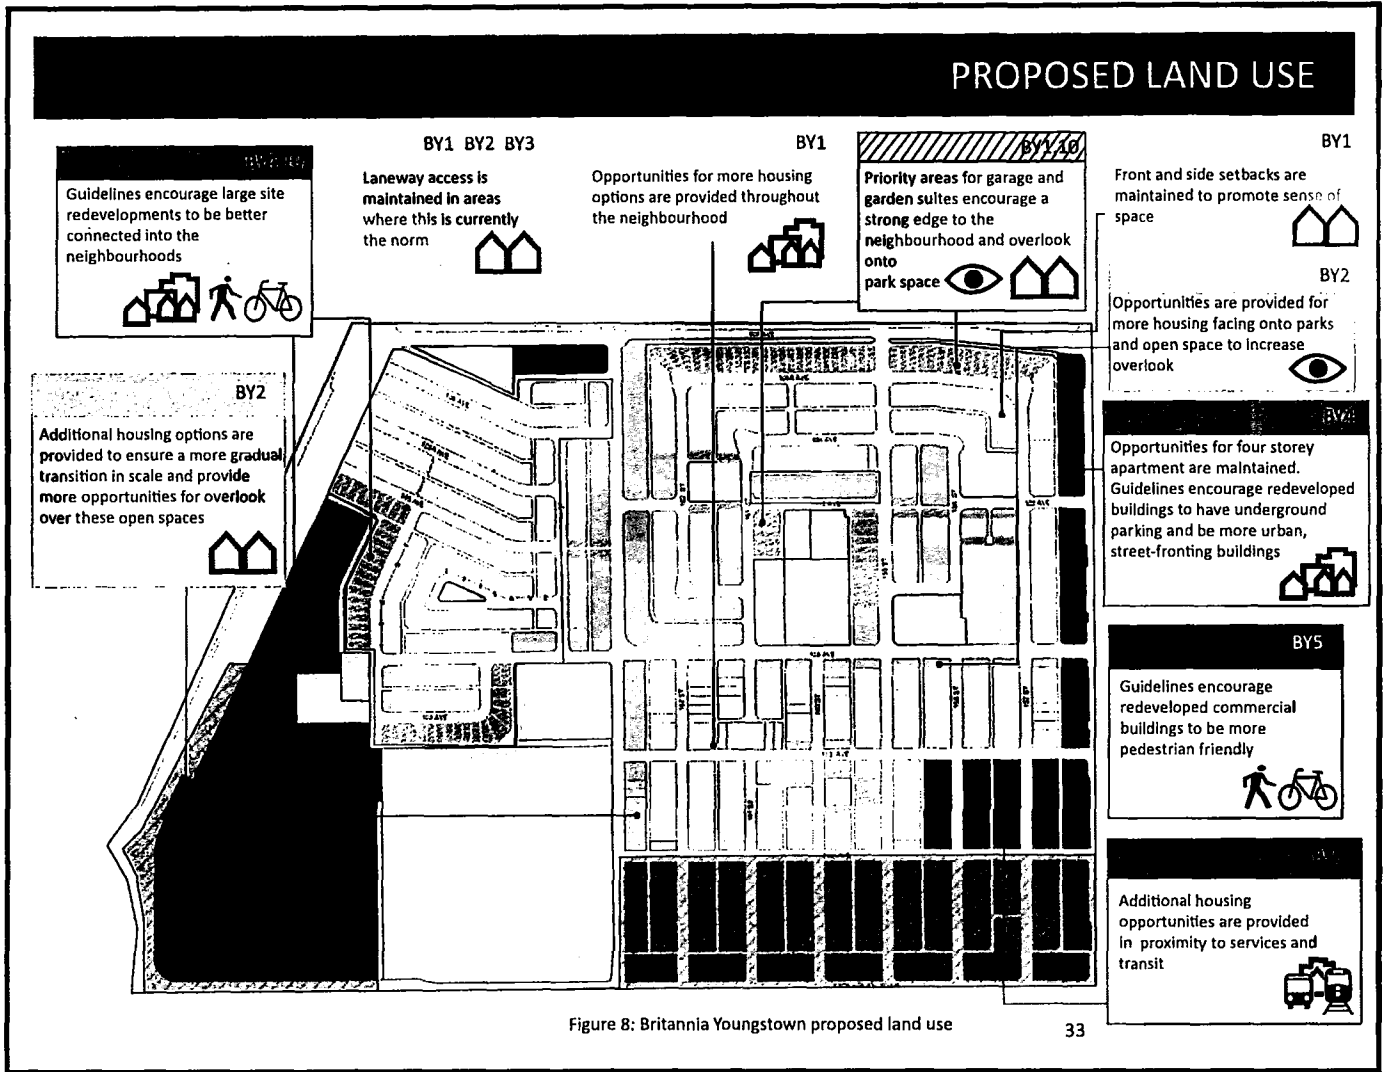 PROPOSED LAND USE
Guidelines encourage large site
redevelopments to be better
connected into the
neighbourhoods
BY1 BY2 BY3
Laneway access is
maintained in areas
where this is currently
the norm
BY1
Opportunities for more housing
options are provided throughout
the neighbourhood
BY1.10
Priority areas for garage and
garden suites encourage a
strong edge to the
neighbourhood and overlook
onto
park space
BY1
Front and side setbacks are
maintained to promote sense of
space
BY2
Opportunities are provided for
more housing facing onto parks
and open space to increase
overlook
BY2
Additional housing options are
provided to ensure a more gradual
transition in scale and provide
more opportunities for overlook
over these open spaces
BY4
Opportunities for four storey
apartment are maintained.
Guidelines encourage redeveloped
buildings to have underground
parking and be more urban,
street-fronting buildings
BY5
Guidelines encourage
redeveloped commercial
buildings to be more
pedestrian friendly
Additional housing
opportunities are provided
in proximity to services and
transit
Figure 8: Britannia Youngstown proposed land use
33